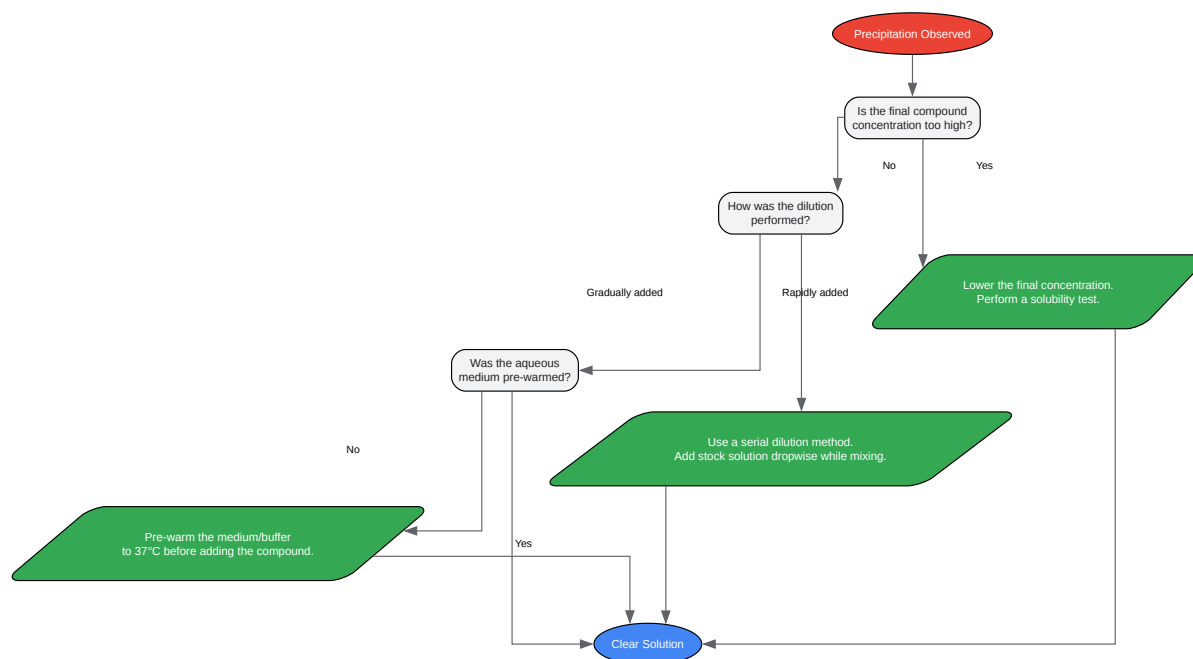 Precipitation Observed
Is the final compound
concentration too high?
No
Yes
How was the dilution
performed?
Gradually added
Rapidly added
Lower the final concentration.
Perform a solubility test.
Was the aqueous
medium pre-warmed?
Use a serial dilution method.
Add stock solution dropwise while mixing.
No
Pre-warm the medium/buffer
to 37°C before adding the compound.
Yes
Clear Solution